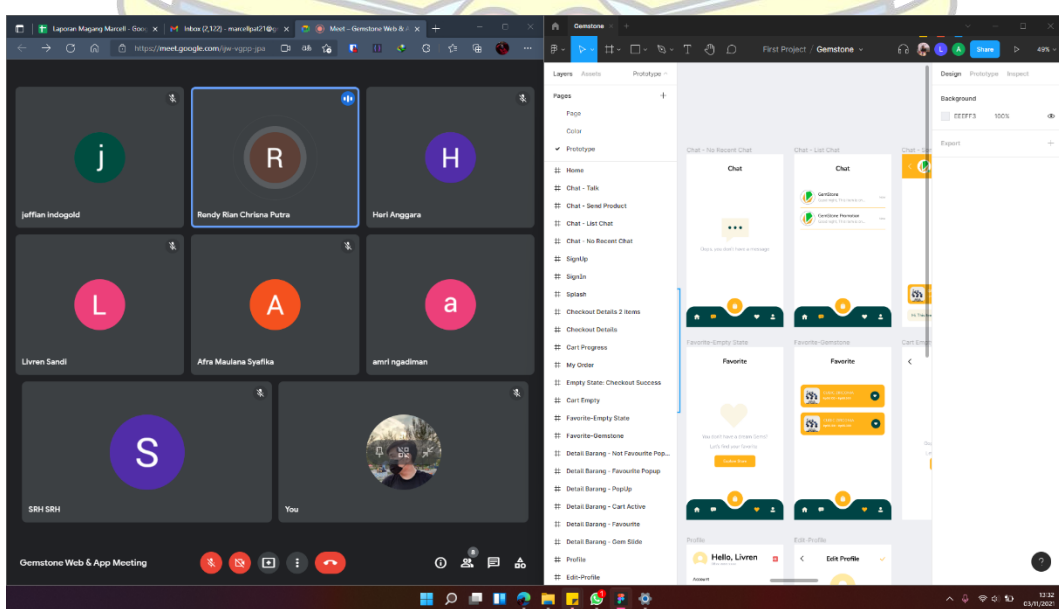 Laporan Magang Marcell - Goo
Inbox (2,122) - marcellpat21@g
Meet – Gemstone Web &
https://meet.google.com/ijw-vgpp-jpa
j
jeffian indogold
R
Rendy Rian Chrisna Putra
H
Heri Anggara
L
Livren Sandi
A
Afra Maulana Syafika
a
amri ngadiman
S
SRH SRH
You
Gemstone Web & App Meeting
8
Gemstone
First Project / Gemstone
L
A
Share
49%
Layers
Assets
Prototype
Pages
Page
Color
Prototype
Home
Chat - Talk
Chat - Send Product
Chat - List Chat
Chat - No Recent Chat
SignUp
SignIn
Splash
Checkout Details 2 Items
Checkout Details
Cart Progress
My Order
Empty State: Checkout Success
Cart Empty
Favorite-Empty State
Favorite-Gemstone
Detail Barang - Not Favourite Pop...
Detail Barang - Favourite Popup
Detail Barang - PopUp
Detail Barang - Cart Active
Detail Barang - Favourite
Detail Barang - Gem Slide
Profile
Edit-Profile
Chat - No Recent Chat
Chat
Chat - List Chat
Chat
GemStore
Favorite-Empty State
Favorite
Favorite-Gemstone
Favorite
Profile
Hello, Livren
Account
Edit Profile
Edit Profile
Design
Prototype
Inspect
Background
EEEFF3
100%
Export
?
13:32
03/11/2021